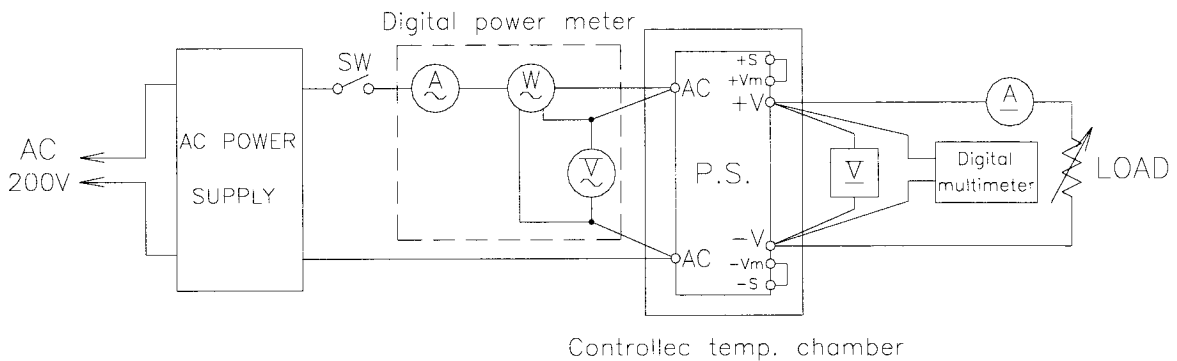 Digital power meter
SW
A
W
V
AC
200V
AC POWER
SUPPLY
AC
AC
P.S.
+S
+Vm
+V
-V
-Vm
-S
V
A
Digital
multimeter
LOAD
Controllec temp. chamber